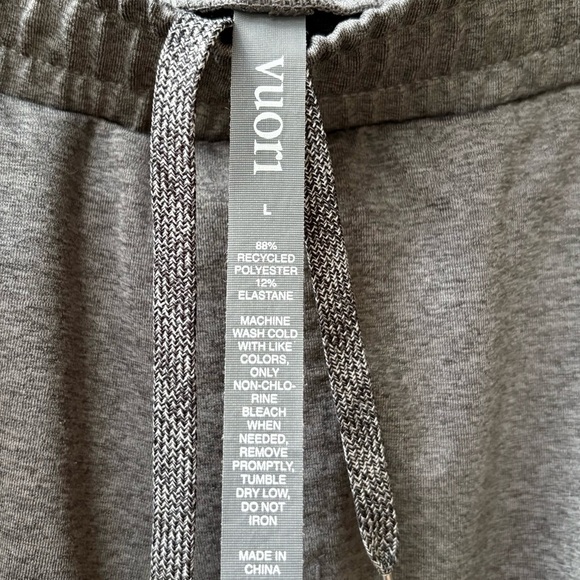 vuori
L
88%
RECYCLED
POLYESTER
12%
ELASTANE
MACHINE
WASH COLD
WITH LIKE
COLORS,
ONLY
NON-CHLO-
RINE
BLEACH
WHEN
NEEDED,
REMOVE
PROMPTLY,
TUMBLE
DRY LOW,
DO NOT
IRON
MADE IN
CHINA